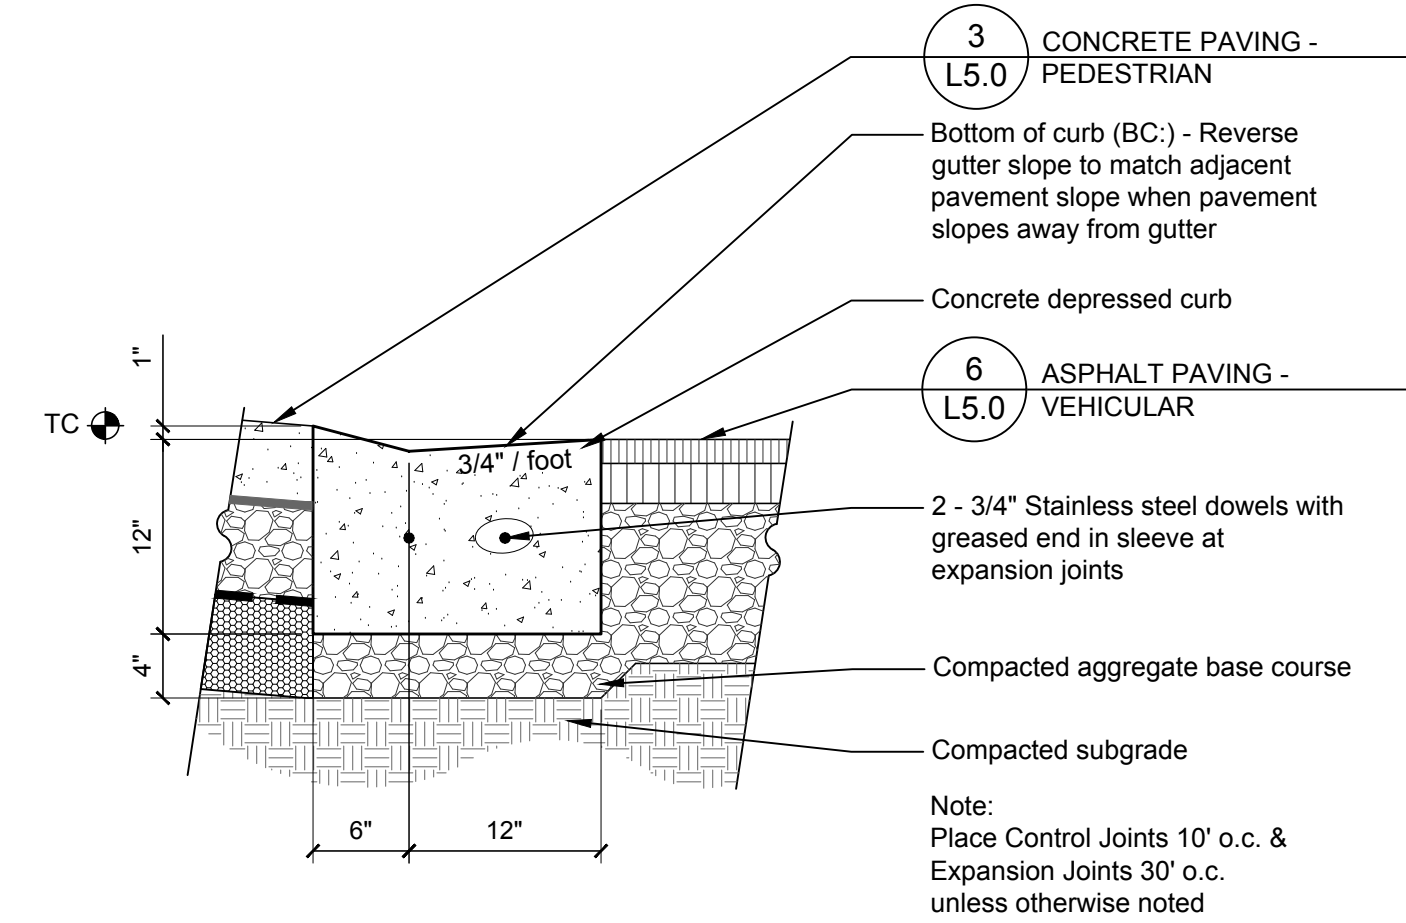 3
L5.0
CONCRETE PAVING -
PEDESTRIAN
Bottom of curb (BC:) - Reverse
gutter slope to match adjacent
pavement slope when pavement
slopes away from gutter
Concrete depressed curb
6
L5.0
ASPHALT PAVING -
VEHICULAR
1"
TC
3/4" / foot
12"
2 - 3/4" Stainless steel dowels with
greased end in sleeve at
expansion joints
4"
Compacted aggregate base course
Compacted subgrade
6"
12"
Note:
Place Control Joints 10' o.c. &
Expansion Joints 30' o.c.
unless otherwise noted